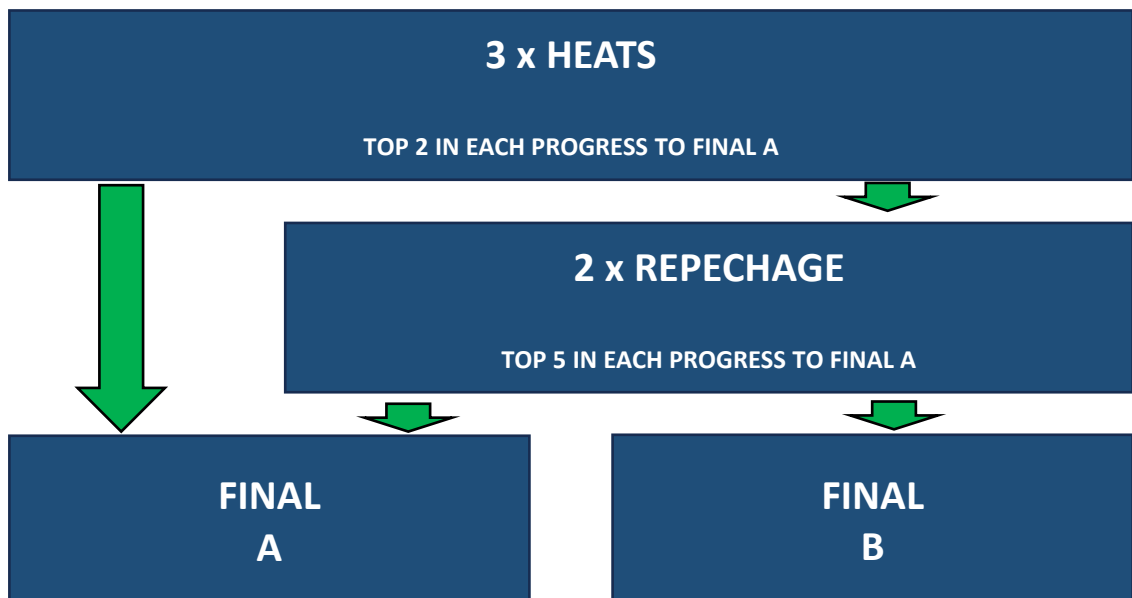 3 x HEATS
TOP 2 IN EACH PROGRESS TO FINAL A
2 x REPECHAGE
TOP 5 IN EACH PROGRESS TO FINAL A
FINAL
A
FINAL
B